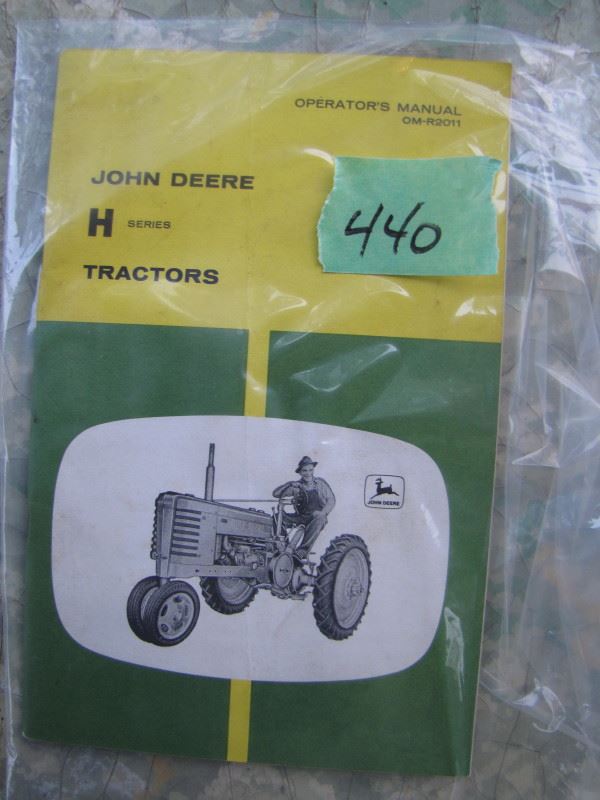 OPERATOR'S MANUAL
OM-R2011
JOHN DEERE
H SERIES
TRACTORS
440
JOHN DEERE